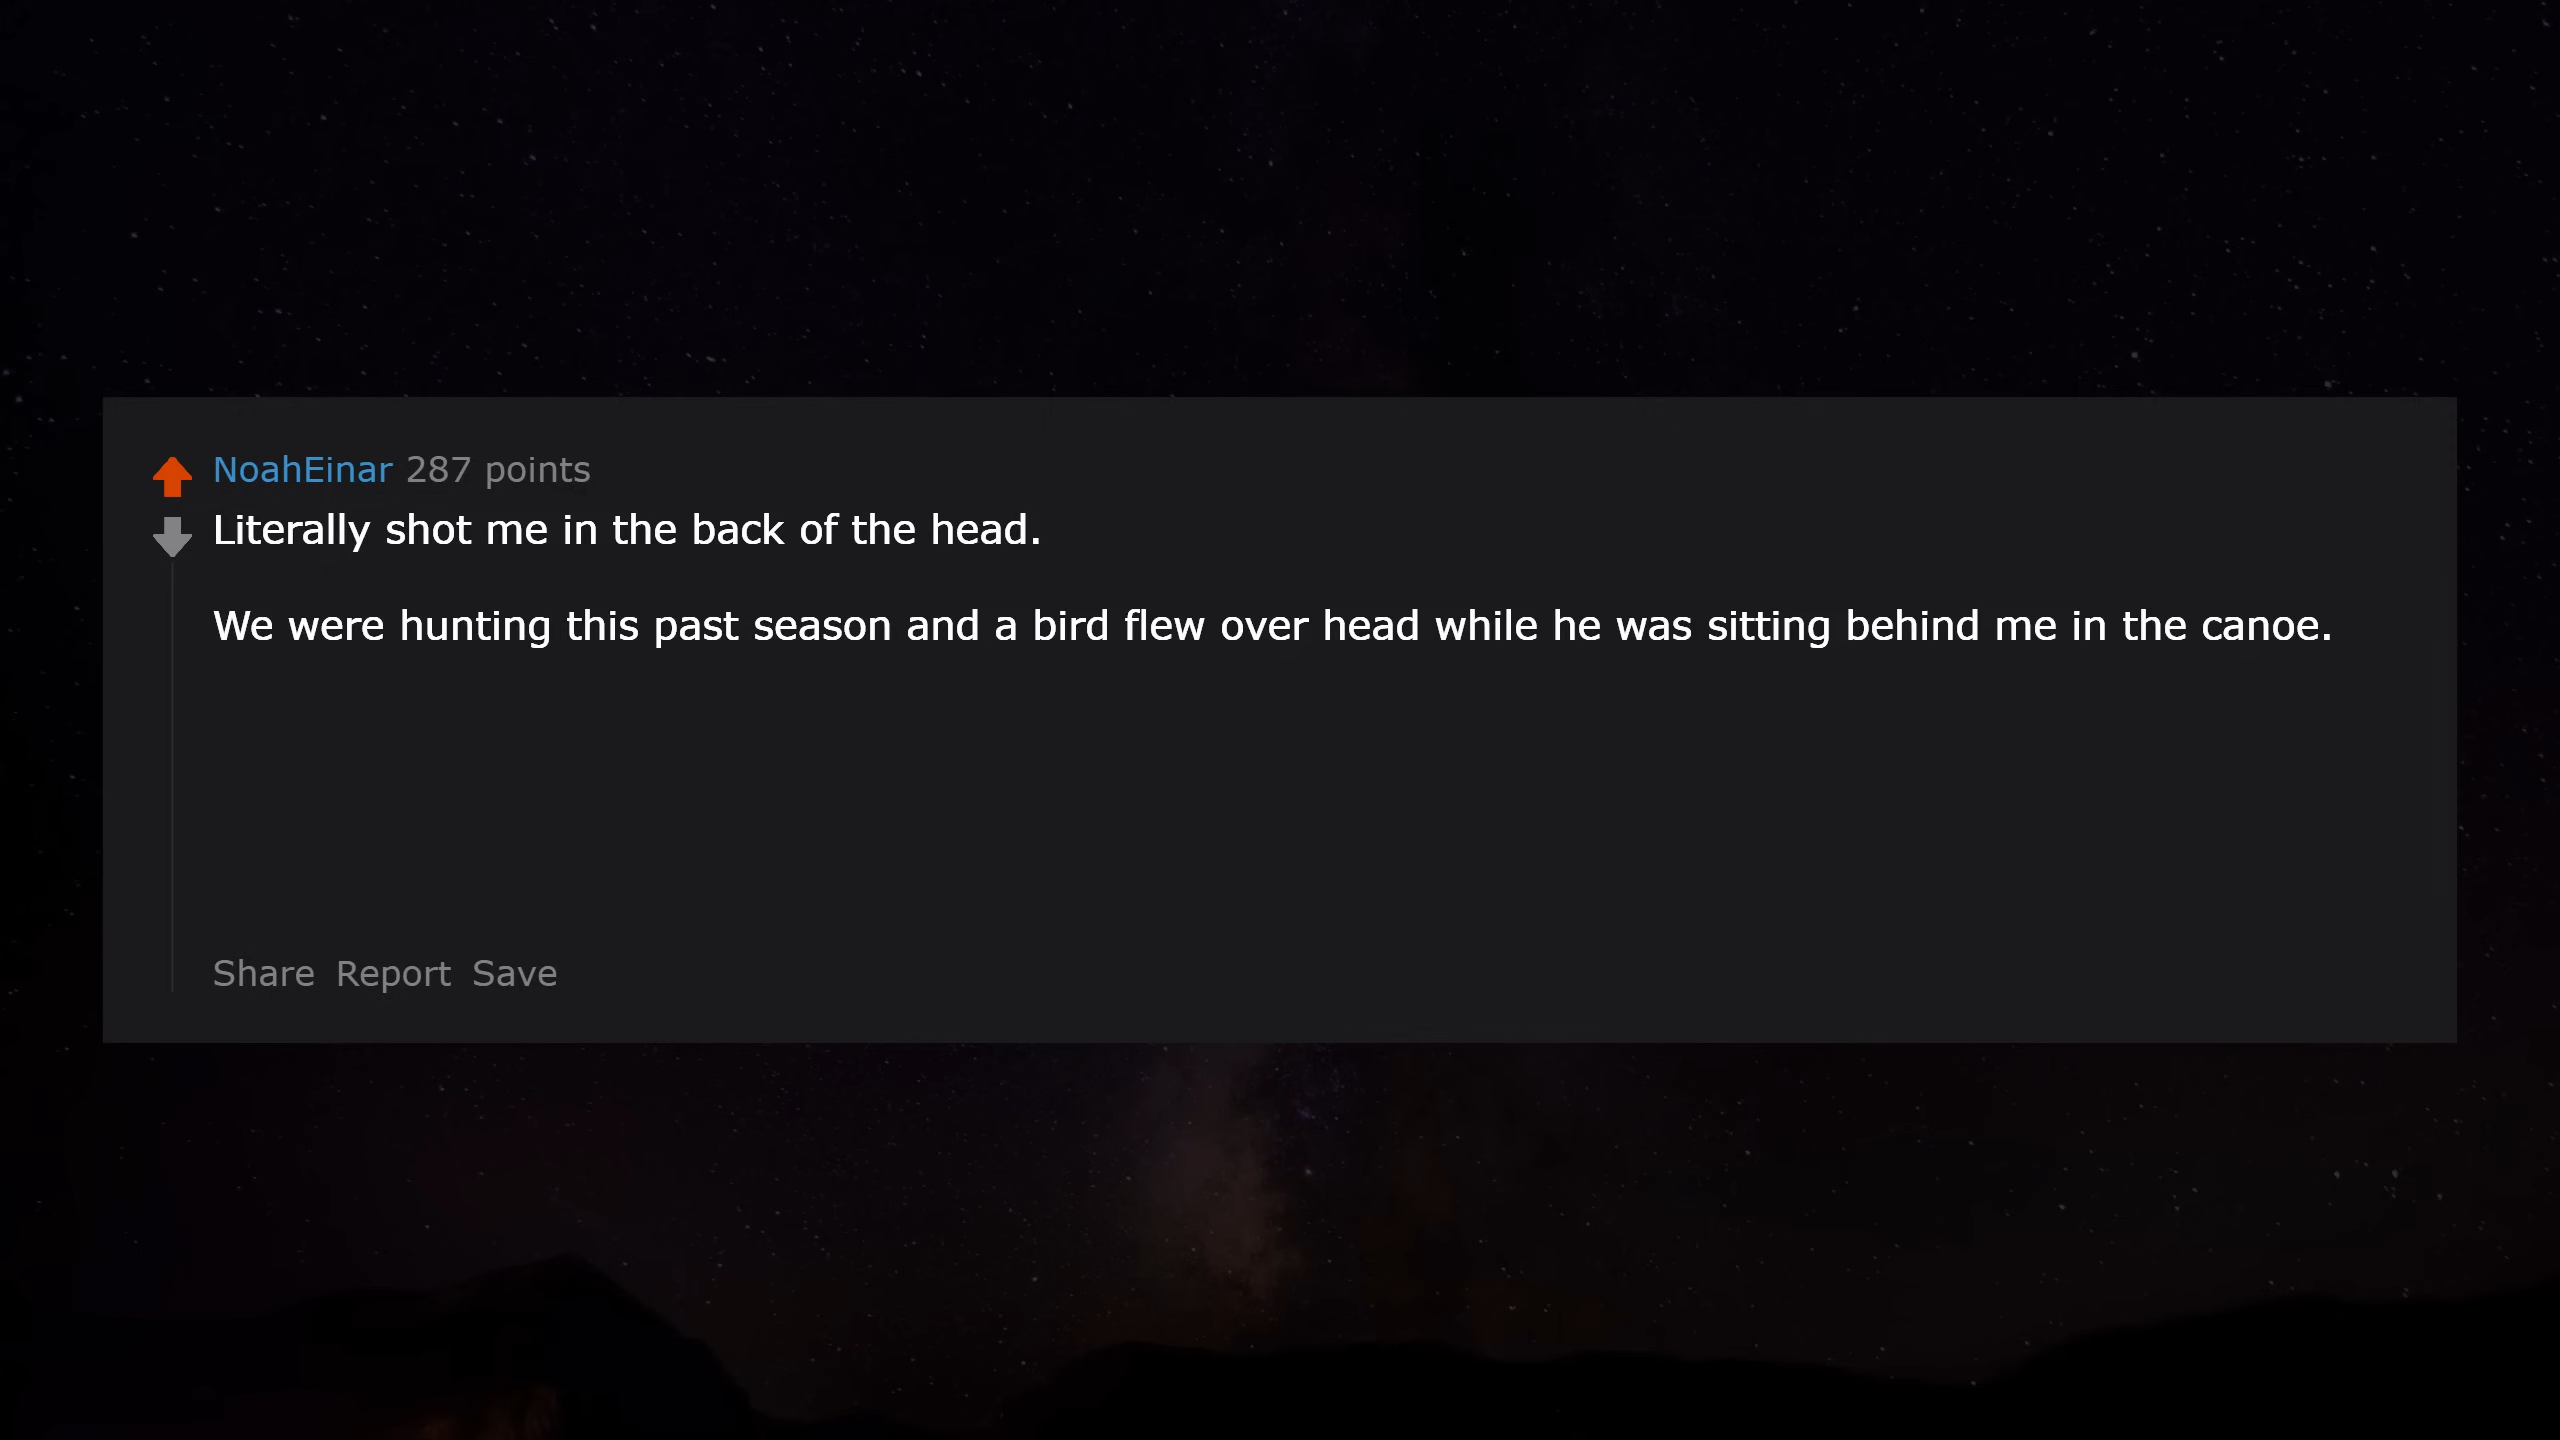 NoahEinar 287 points
Literally shot me in the back of the head.
We were hunting this past season and a bird flew over head while he was sitting behind me in the canoe.
Share Report Save